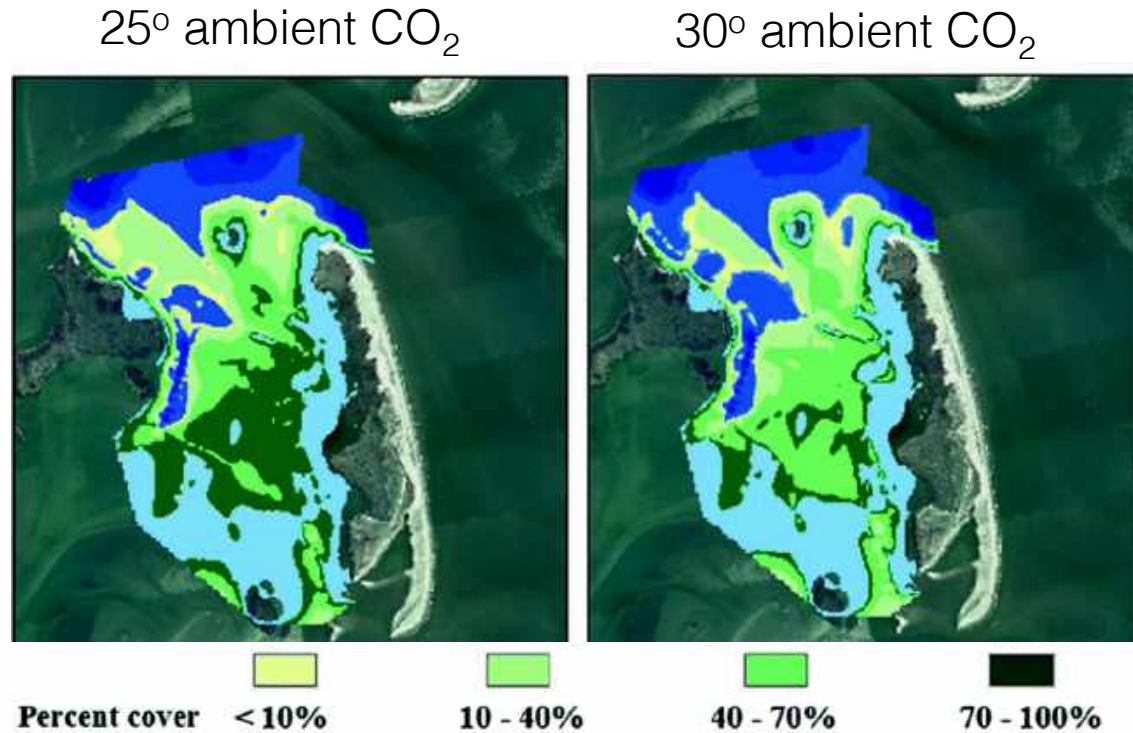 25º ambient CO₂
30º ambient CO₂
Percent cover < 10% 10 - 40% 40 - 70% 70 - 100%